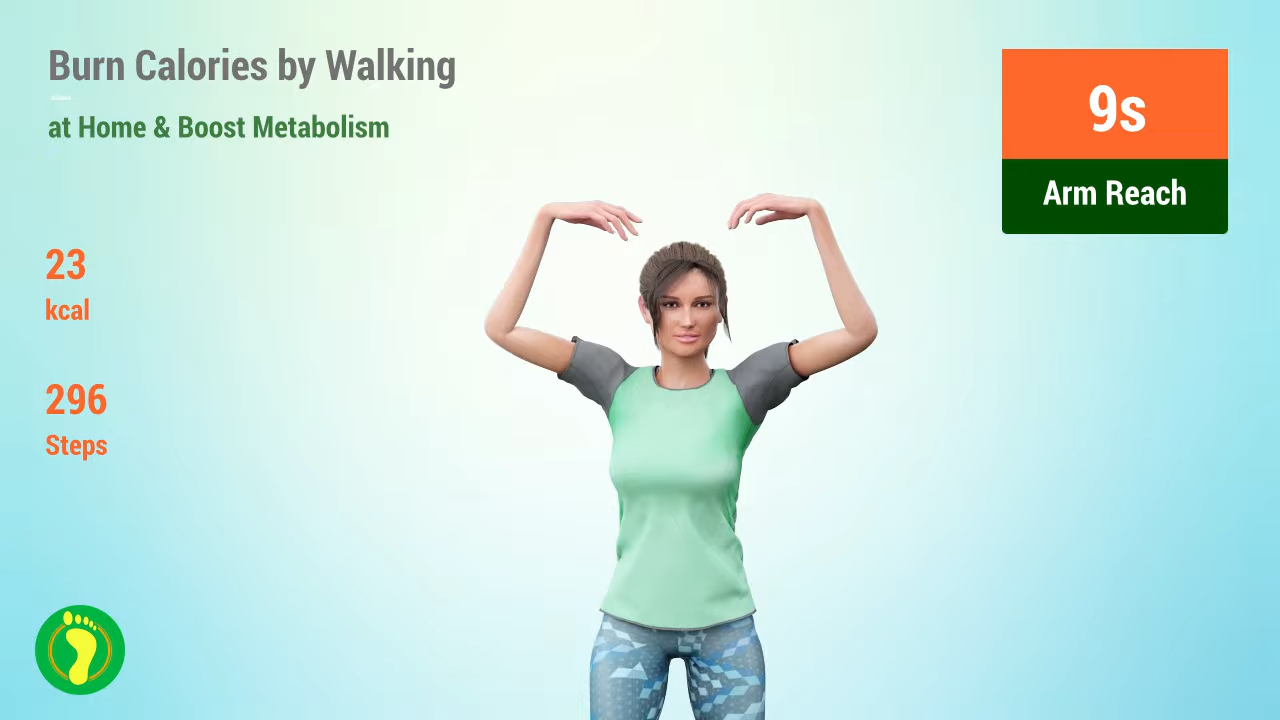 Burn Calories by Walking
at Home & Boost Metabolism
9s
Arm Reach
23
kcal
296
Steps